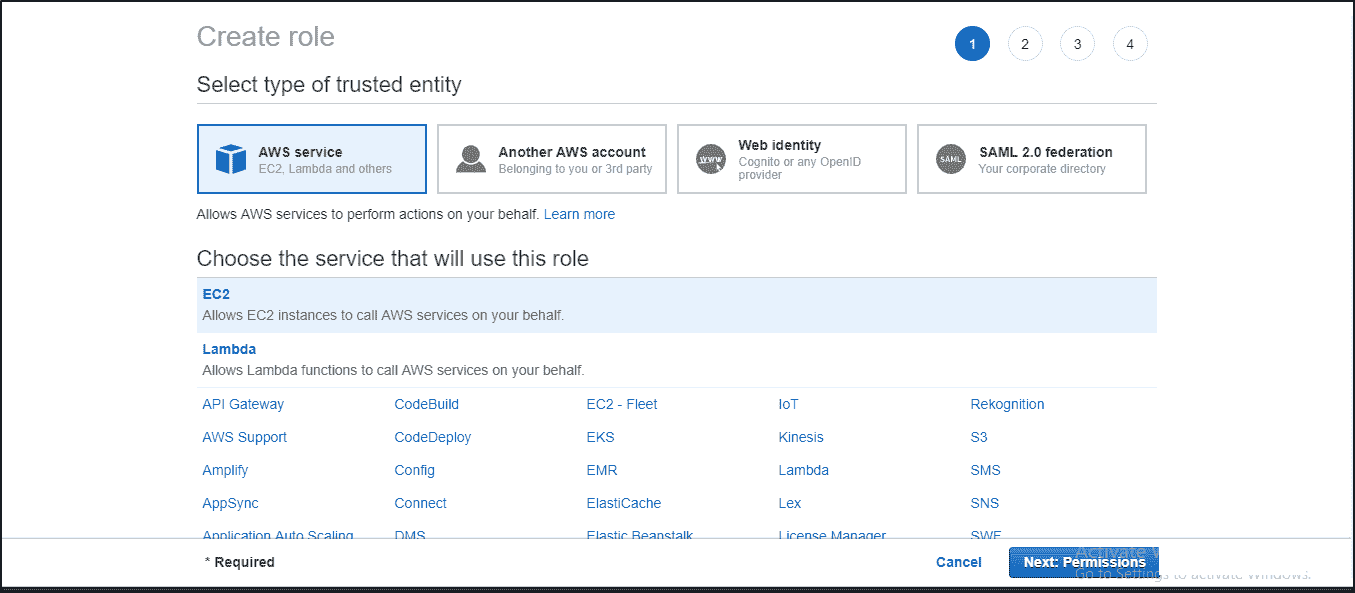 Create role
1 2 3 4
Select type of trusted entity
AWS service
EC2, Lambda and others
Another AWS account
Belonging to you or 3rd party
WWW
Web identity
Cognito or any OpenID
provider
SAML
SAML 2.0 federation
Your corporate directory
Allows AWS services to perform actions on your behalf. Learn more
Choose the service that will use this role
EC2
Allows EC2 instances to call AWS services on your behalf.
Lambda
Allows Lambda functions to call AWS services on your behalf.
API Gateway CodeBuild EC2 - Fleet IoT Rekognition
AWS Support CodeDeploy EKS Kinesis S3
Amplify Config EMR Lambda SMS
AppSync Connect ElastiCache Lex SNS
Application Auto Scaling DMS Elastic Beanstalk License Manager SWF
* Required
Cancel
Next: Permissions
Activate
Go to Settings to activate Windows.